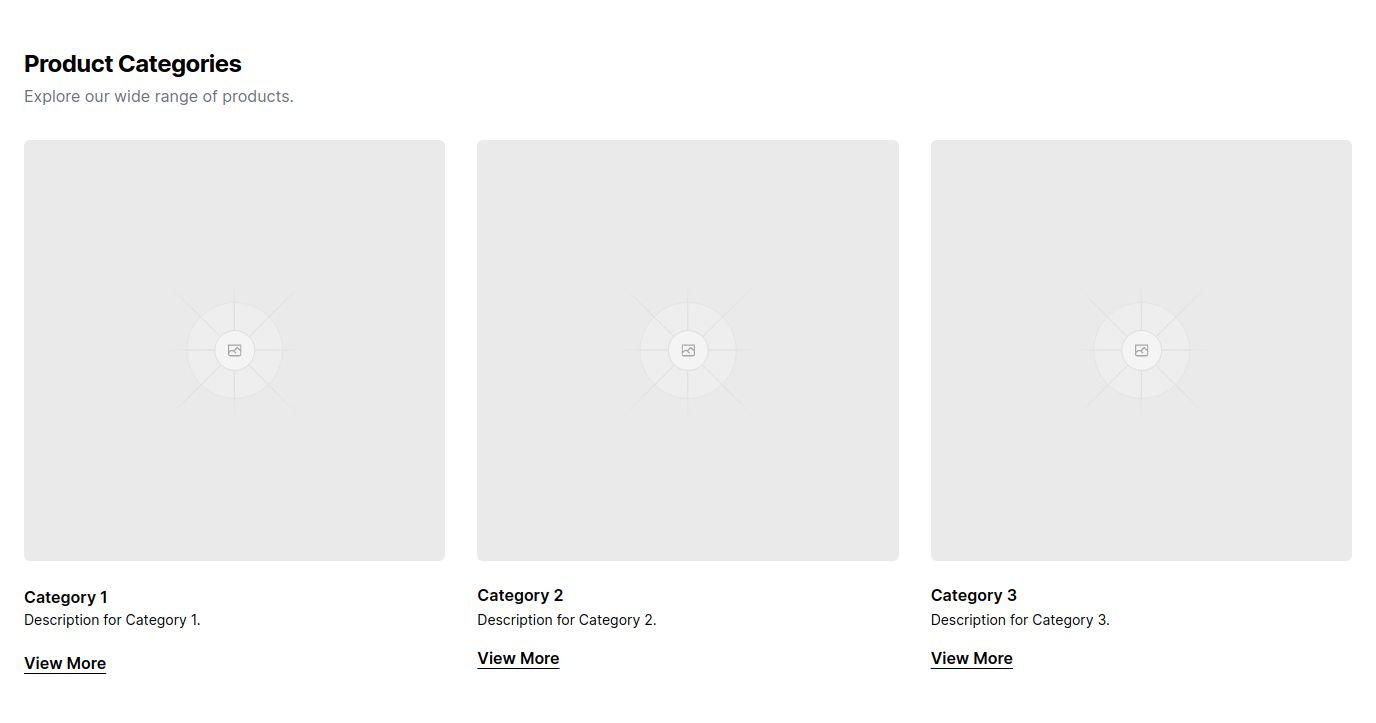 Product Categories
Explore our wide range of products.
Category 1
Description for Category 1.
View More
Category 2
Description for Category 2.
View More
Category 3
Description for Category 3.
View More